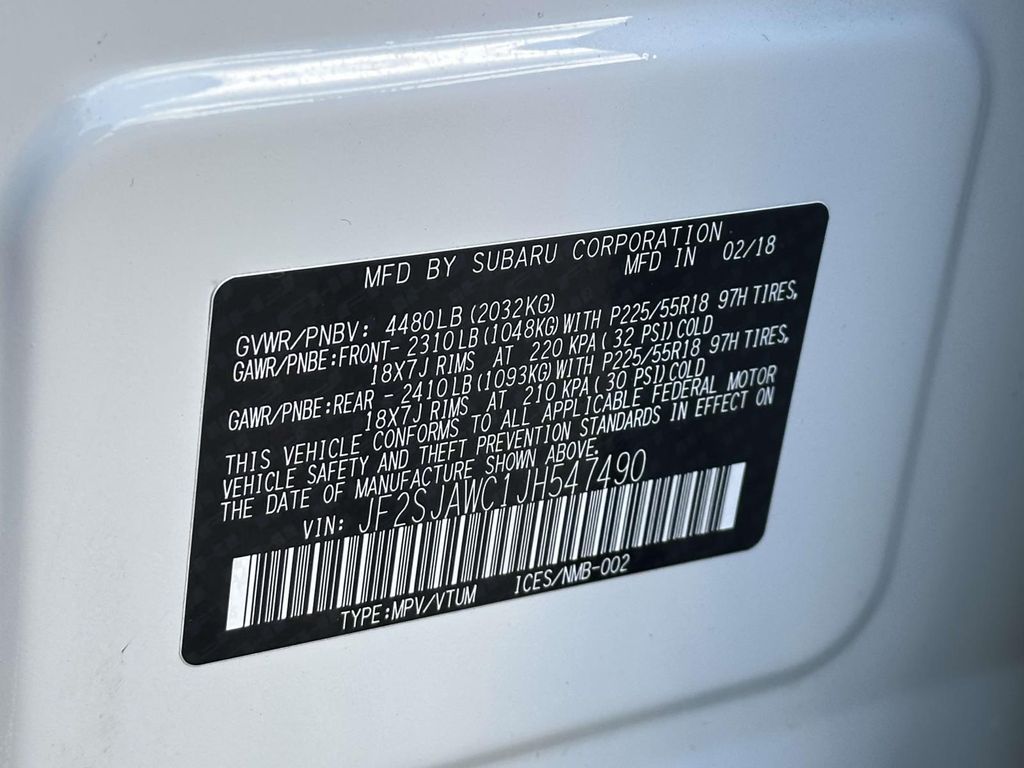 MFD BY SUBARU CORPORATION
MFD IN 02/18
GVWR/PNBV: 4480LB(2032KG)
GAWR/PNBE:FRONT- 2310LB(1048KG)WITH P225/55R18 97H TIRES,
18X7J RIMS AT 220 KPA(32 PSI)COLD
GAWR/PNBE:REAR - 2410LB(1093KG)WITH P225/55R18 97H TIRES,
18X7J RIMS AT 210 KPA(30 PSI)COLD
THIS VEHICLE CONFORMS TO ALL APPLICABLE FEDERAL MOTOR
VEHICLE SAFETY AND THEFT PREVENTION STANDARDS IN EFFECT ON
THE DATE OF MANUFACTURE SHOWN ABOVE.
VIN: JF2SJAWC1JH547490
TYPE:MPV/VTUM ICES/NMB-002